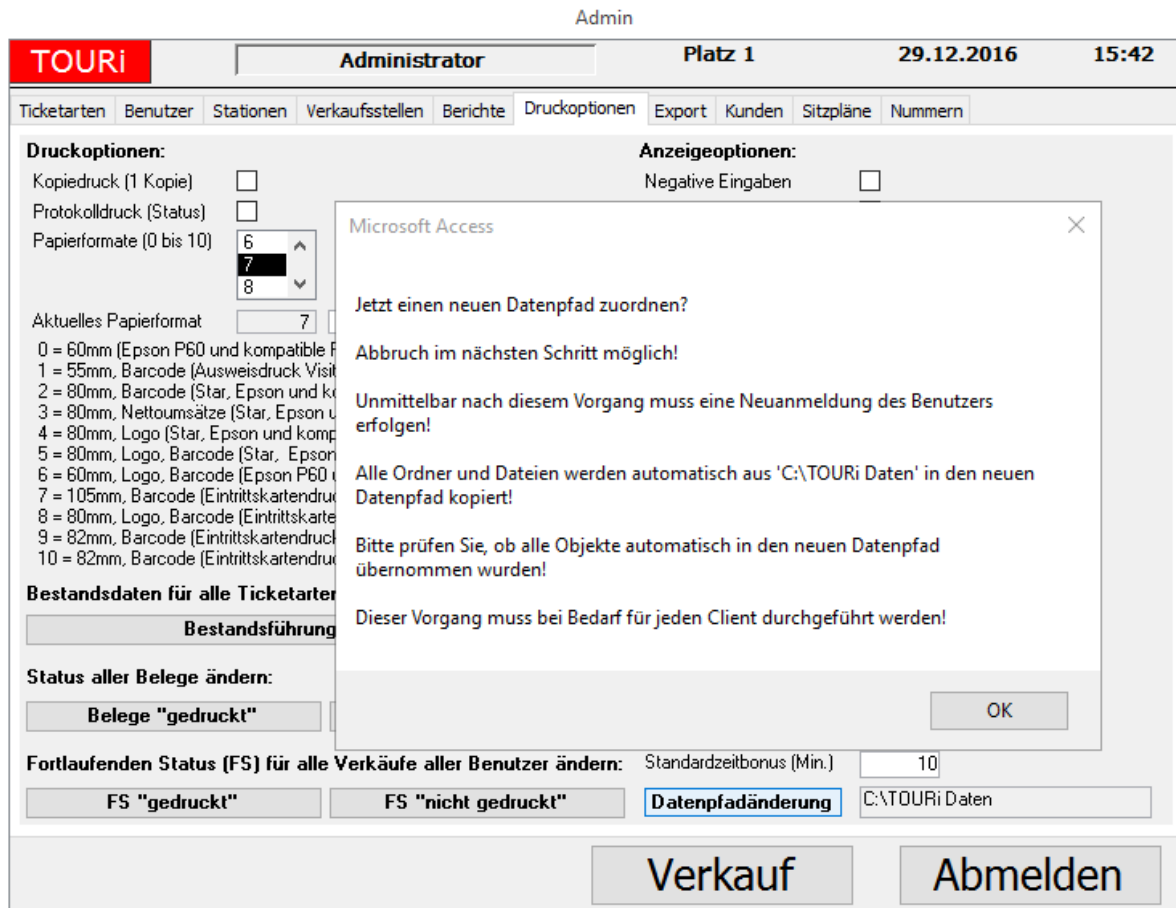 Admin
TOURi
Administrator
Platz 1
29.12.2016
15:42
Ticketarten Benutzer Stationen Verkaufsstellen Berichte Druckoptionen Export Kunden Sitzpläne Nummern
Druckoptionen:
Kopiedruck (1 Kopie)
Protokolldruck (Status)
Papierformate (0 bis 10)
6
7
8
Aktuelles Papierformat 7
0 = 60mm (Epson P60 und kompatible
1 = 55mm, Barcode (Ausweisdruck
2 = 80mm, Barcode (Star, Epson und
3 = 80mm, Nettoumsätze (Star, Epson
4 = 80mm, Logo (Star, Epson und
5 = 80mm, Logo, Barcode (Star, Epson
6 = 60mm, Logo, Barcode (Epson P60
7 = 105mm, Barcode (Eintrittskartendru
8 = 80mm, Logo, Barcode (Eintrittskarte
9 = 82mm, Barcode (Eintrittskartendruck
10 = 82mm, Barcode (Eintrittskartendru
Bestandsdaten für alle Ticketarten
Bestandsführung
Status aller Belege ändern:
Belege "gedruckt"
Fortlaufenden Status (FS) für alle Verkäufe aller Benutzer ändern:
FS "gedruckt"
FS "nicht gedruckt"
Anzeigeoptionen:
Negative Eingaben
Microsoft Access
Jetzt einen neuen Datenpfad zuordnen?
Abbruch im nächsten Schritt möglich!
Unmittelbar nach diesem Vorgang muss eine Neuanmeldung des Benutzers
erfolgen!
Alle Ordner und Dateien werden automatisch aus 'C:\TOURi Daten' in den neuen
Datenpfad kopiert!
Bitte prüfen Sie, ob alle Objekte automatisch in den neuen Datenpfad
übernommen wurden!
Dieser Vorgang muss bei Bedarf für jeden Client durchgeführt werden!
OK
Standardzeitbonus (Min.) 10
Datenpfadänderung C:\TOURi Daten
Verkauf
Abmelden